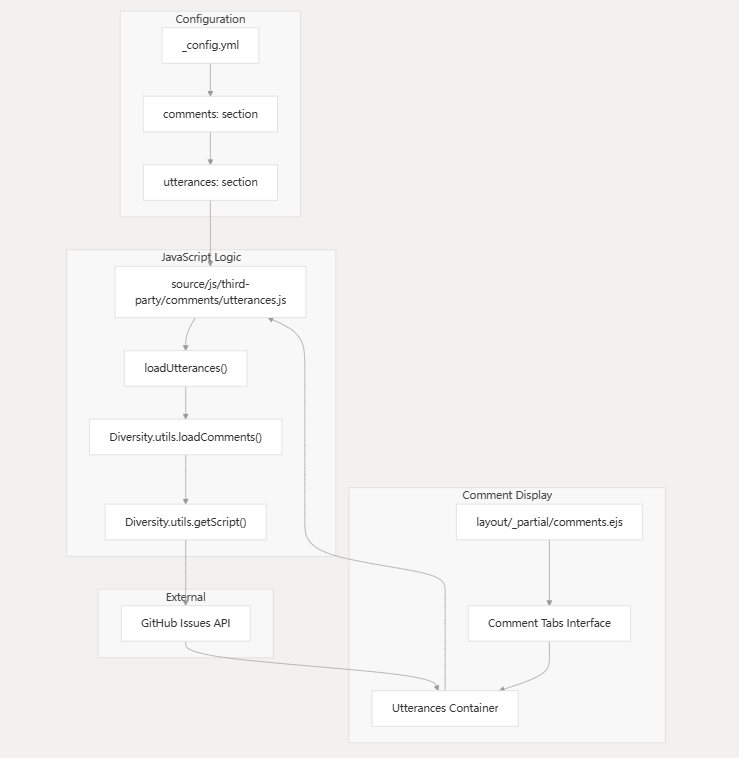 Configuration
_config.yml
comments: section
utterances: section
JavaScript Logic
source/js/third-
party/comments/utterances.js
loadUtterances()
Diversity.utils.loadComments()
Diversity.utils.getScript()
External
GitHub Issues API
Comment Display
layout/_partial/comments.ejs
Comment Tabs Interface
Utterances Container